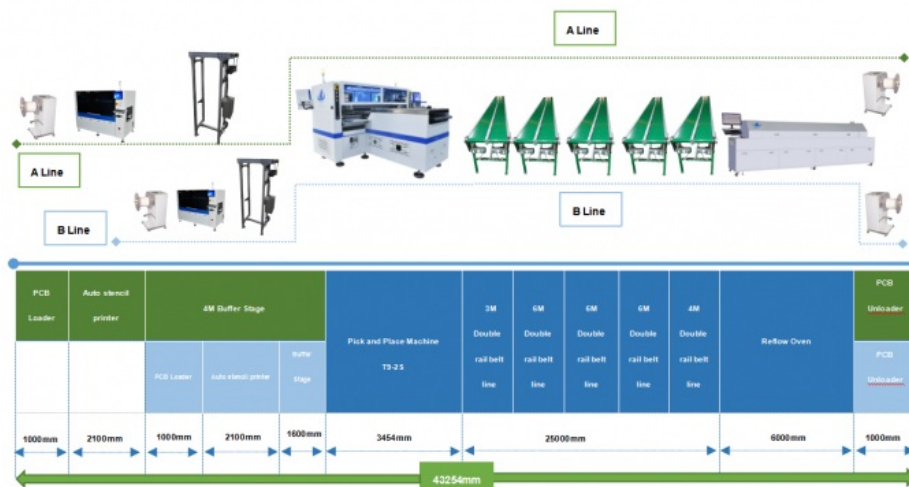 A Line
A Line
B Line
B Line
PCB
Loader
Auto stencil
printer
4M Buffer Stage
PCB Loader
Auto stencil printer
Buffer
Stage
Pick and Place Machine
T9-2S
3M
Double
rail belt
line
6M
Double
rail belt
line
6M
Double
rail belt
line
6M
Double
rail belt
line
4M
Double
rail belt
line
Reflow Oven
PCB
Unloader
PCB
Unloader
1000mm
2100mm
1000mm
2100mm
1600mm
3454mm
25000mm
6000mm
1000mm
43254mm